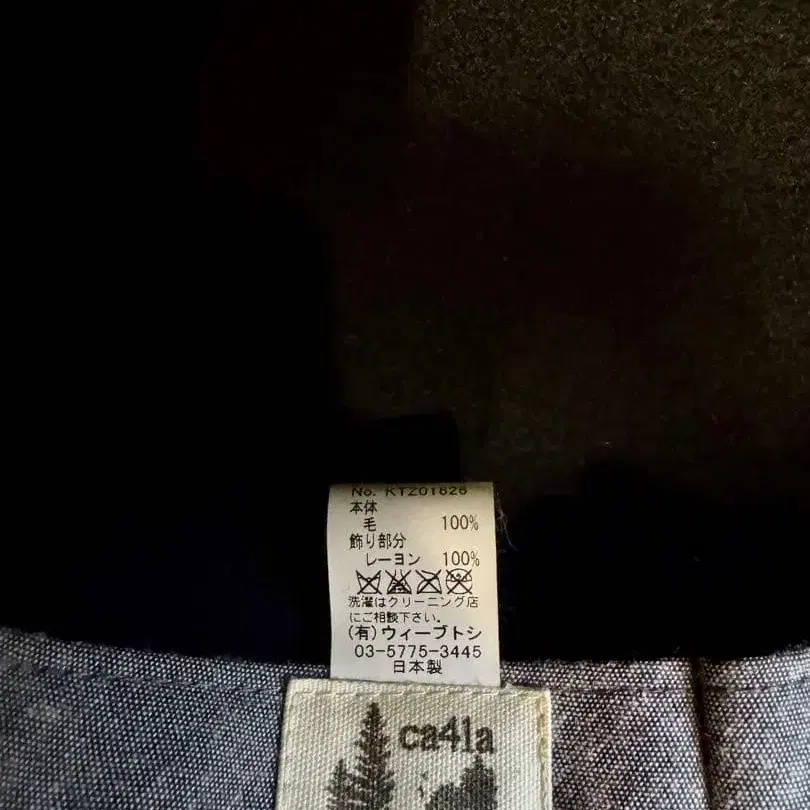 No. KTZ01626
本体
毛 100%
飾り部分
レーヨン 100%
洗濯はクリーニング店
にご相談下さい。
(有)ウィーブトシ
03-5775-3445
日本製
ca4la